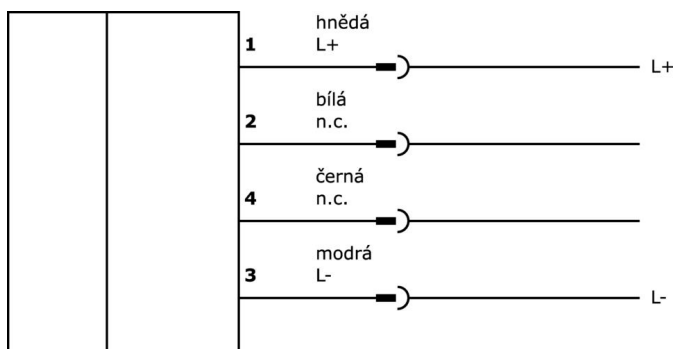 hnědá
1 L+
L+
bílá
2 n.c.
černá
4 n.c.
modrá
3 L-
L-